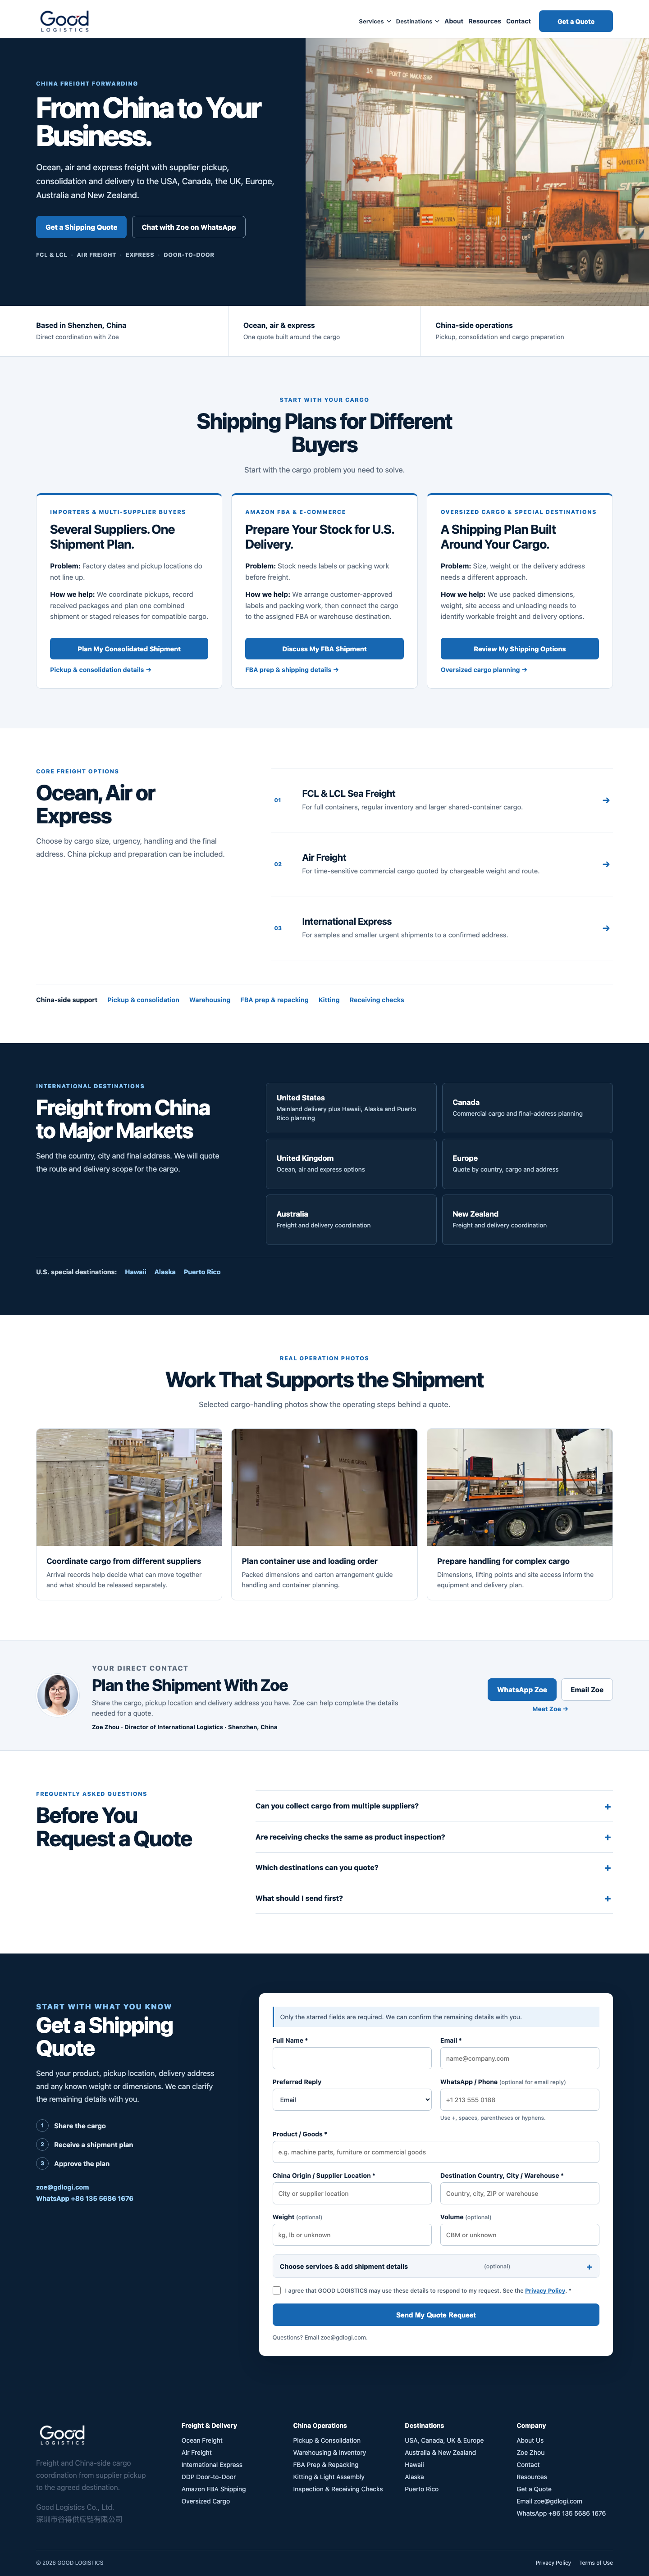 Good
LOGISTICS
Services
Destinations
About
Resources
Contact
Get a Quote
CHINA FREIGHT FORWARDING
From China to Your
Business.
Ocean, air and express freight with supplier pickup,
consolidation and delivery to the USA, Canada, the UK, Europe,
Australia and New Zealand.
Get a Shipping Quote
Chat with Zoe on WhatsApp
FCL & LCL · AIR FREIGHT · EXPRESS · DOOR-TO-DOOR
Based in Shenzhen, China
Direct coordination with Zoe
Ocean, air & express
One quote built around the cargo
China-side operations
Pickup, consolidation and cargo preparation
START WITH YOUR CARGO
Shipping Plans for Different
Buyers
Start with the cargo problem you need to solve.
IMPORTERS & MULTI-SUPPLIER BUYERS
Several Suppliers. One
Shipment Plan.
Problem: Factory dates and pickup locations do
not line up.
How we help: We coordinate pickups, record
received packages and plan one combined
shipment or staged releases for compatible cargo.
Plan My Consolidated Shipment
Pickup & consolidation details →
AMAZON FBA & E-COMMERCE
Prepare Your Stock for U.S.
Delivery.
Problem: Stock needs labels or packing work
before freight.
How we help: We arrange customer-approved
labels and packing work, then connect the cargo
to the assigned FBA or warehouse destination.
Discuss My FBA Shipment
FBA prep & shipping details →
OVERSIZED CARGO & SPECIAL DESTINATIONS
A Shipping Plan Built
Around Your Cargo.
Problem: Size, weight or the delivery address
needs a different approach.
How we help: We use packed dimensions,
weight, site access and unloading needs to
identify workable freight and delivery options.
Review My Shipping Options
Oversized cargo planning →
CORE FREIGHT OPTIONS
Ocean, Air or
Express
Choose by cargo size, urgency, handling and the final
address. China pickup and preparation can be included.
01
FCL & LCL Sea Freight
For full containers, regular inventory and larger shared-container cargo.
→
02
Air Freight
For time-sensitive commercial cargo quoted by chargeable weight and route.
→
03
International Express
For samples and smaller urgent shipments to a confirmed address.
→
China-side support
Pickup & consolidation
Warehousing
FBA prep & repacking
Kitting
Receiving checks
INTERNATIONAL DESTINATIONS
Freight from China
to Major Markets
Send the country, city and final address. We will quote
the route and delivery scope for the cargo.
United States
Mainland delivery plus Hawaii, Alaska and Puerto
Rico planning
Canada
Commercial cargo and final-address planning
United Kingdom
Ocean, air and express options
Europe
Quote by country, cargo and address
Australia
Freight and delivery coordination
New Zealand
Freight and delivery coordination
U.S. special destinations:
Hawaii
Alaska
Puerto Rico
REAL OPERATION PHOTOS
Work That Supports the Shipment
Selected cargo-handling photos show the operating steps behind a quote.
Coordinate cargo from different suppliers
Arrival records help decide what can move together
and what should be released separately.
Plan container use and loading order
Packed dimensions and carton arrangement guide
handling and container planning.
Prepare handling for complex cargo
Dimensions, lifting points and site access inform the
equipment and delivery plan.
YOUR DIRECT CONTACT
Plan the Shipment With Zoe
Share the cargo, pickup location and delivery address you have. Zoe can help complete the details
needed for a quote.
Zoe Zhou · Director of International Logistics · Shenzhen, China
WhatsApp Zoe
Email Zoe
Meet Zoe →
FREQUENTLY ASKED QUESTIONS
Before You
Request a Quote
Can you collect cargo from multiple suppliers?
+
Are receiving checks the same as product inspection?
+
Which destinations can you quote?
+
What should I send first?
+
START WITH WHAT YOU KNOW
Get a Shipping
Quote
Send your product, pickup location, delivery address
and any known weight or dimensions. We can clarify
the remaining details with you.
1 Share the cargo
2 Receive a shipment plan
3 Approve the plan
zoe@gdlogi.com
WhatsApp +86 135 5686 1676
Only the starred fields are required. We can confirm the remaining details with you.
Full Name *
Email *
name@company.com
Preferred Reply
Email
WhatsApp / Phone (optional for email reply)
+1 213 555 0188
Use +, spaces, parentheses or hyphens.
Product / Goods *
e.g. machine parts, furniture or commercial goods
China Origin / Supplier Location *
City or supplier location
Destination Country, City / Warehouse *
Country, city, ZIP or warehouse
Weight (optional)
kg, lb or unknown
Volume (optional)
CBM or unknown
Choose services & add shipment details (optional) +
I agree that GOOD LOGISTICS may use these details to respond to my request. See the Privacy Policy. *
Send My Quote Request
Questions? Email zoe@gdlogi.com.
Good
LOGISTICS
Freight and China-side cargo
coordination from supplier pickup
to the agreed destination.
Good Logistics Co., Ltd.
深圳市谷得供应链有限公司
Freight & Delivery
Ocean Freight
Air Freight
International Express
DDP Door-to-Door
Amazon FBA Shipping
Oversized Cargo
China Operations
Pickup & Consolidation
Warehousing & Inventory
FBA Prep & Repacking
Kitting & Light Assembly
Inspection & Receiving Checks
Destinations
USA, Canada, UK & Europe
Australia & New Zealand
Hawaii
Alaska
Puerto Rico
Company
About Us
Zoe Zhou
Contact
Resources
Get a Quote
Email zoe@gdlogi.com
WhatsApp +86 135 5686 1676
© 2026 GOOD LOGISTICS
Privacy Policy
Terms of Use